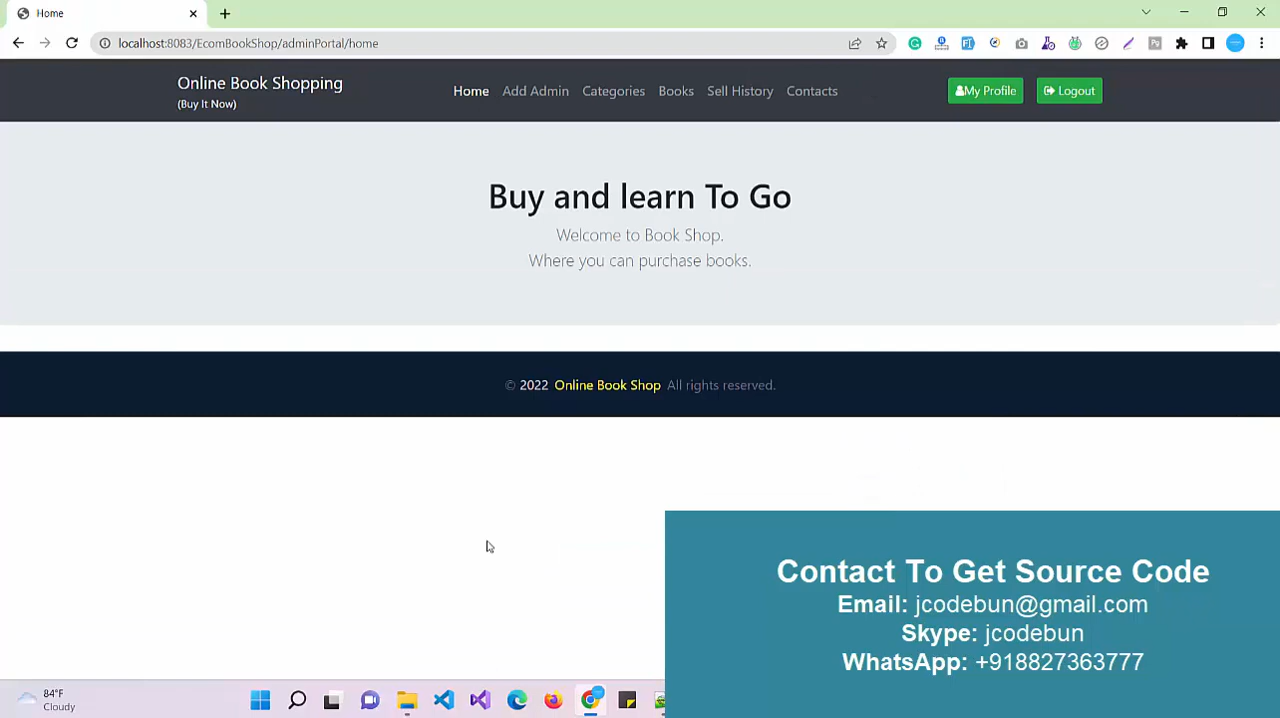 Home
localhost:8083/EcomBookShop/adminPortal/home
Online Book Shopping
(Buy It Now)
Home Add Admin Categories Books Sell History Contacts
My Profile Logout
Buy and learn To Go
Welcome to Book Shop.
Where you can purchase books.
© 2022 Online Book Shop All rights reserved.
Contact To Get Source Code
Email: jcodebun@gmail.com
Skype: jcodebun
WhatsApp: +918827363777
84°F
Cloudy